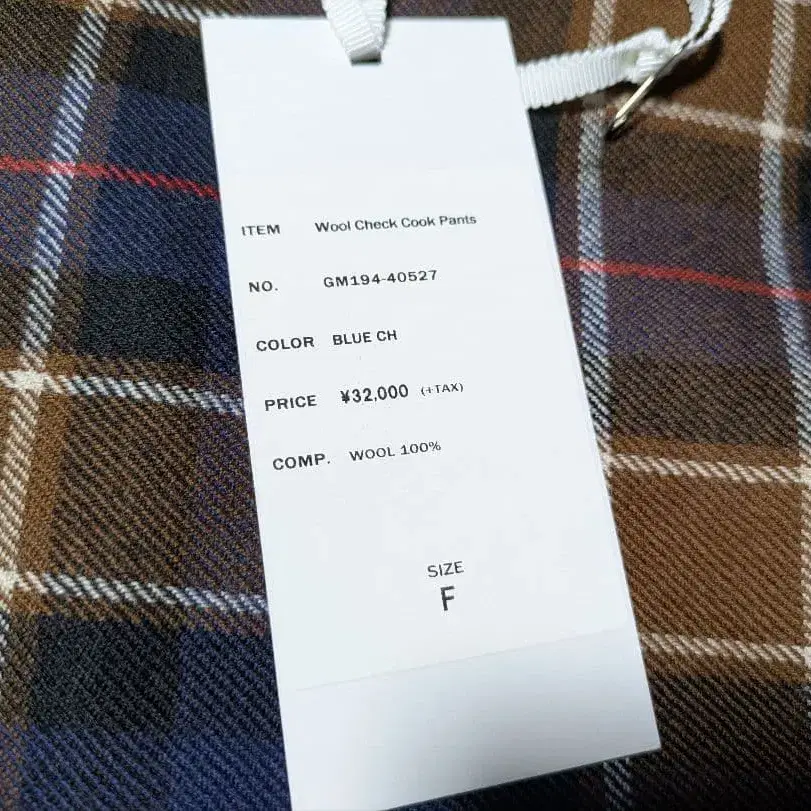 ITEM Wool Check Cook Pants
NO. GM194-40527
COLOR BLUE CH
PRICE ¥32,000 (+TAX)
COMP. WOOL 100%
SIZE
F